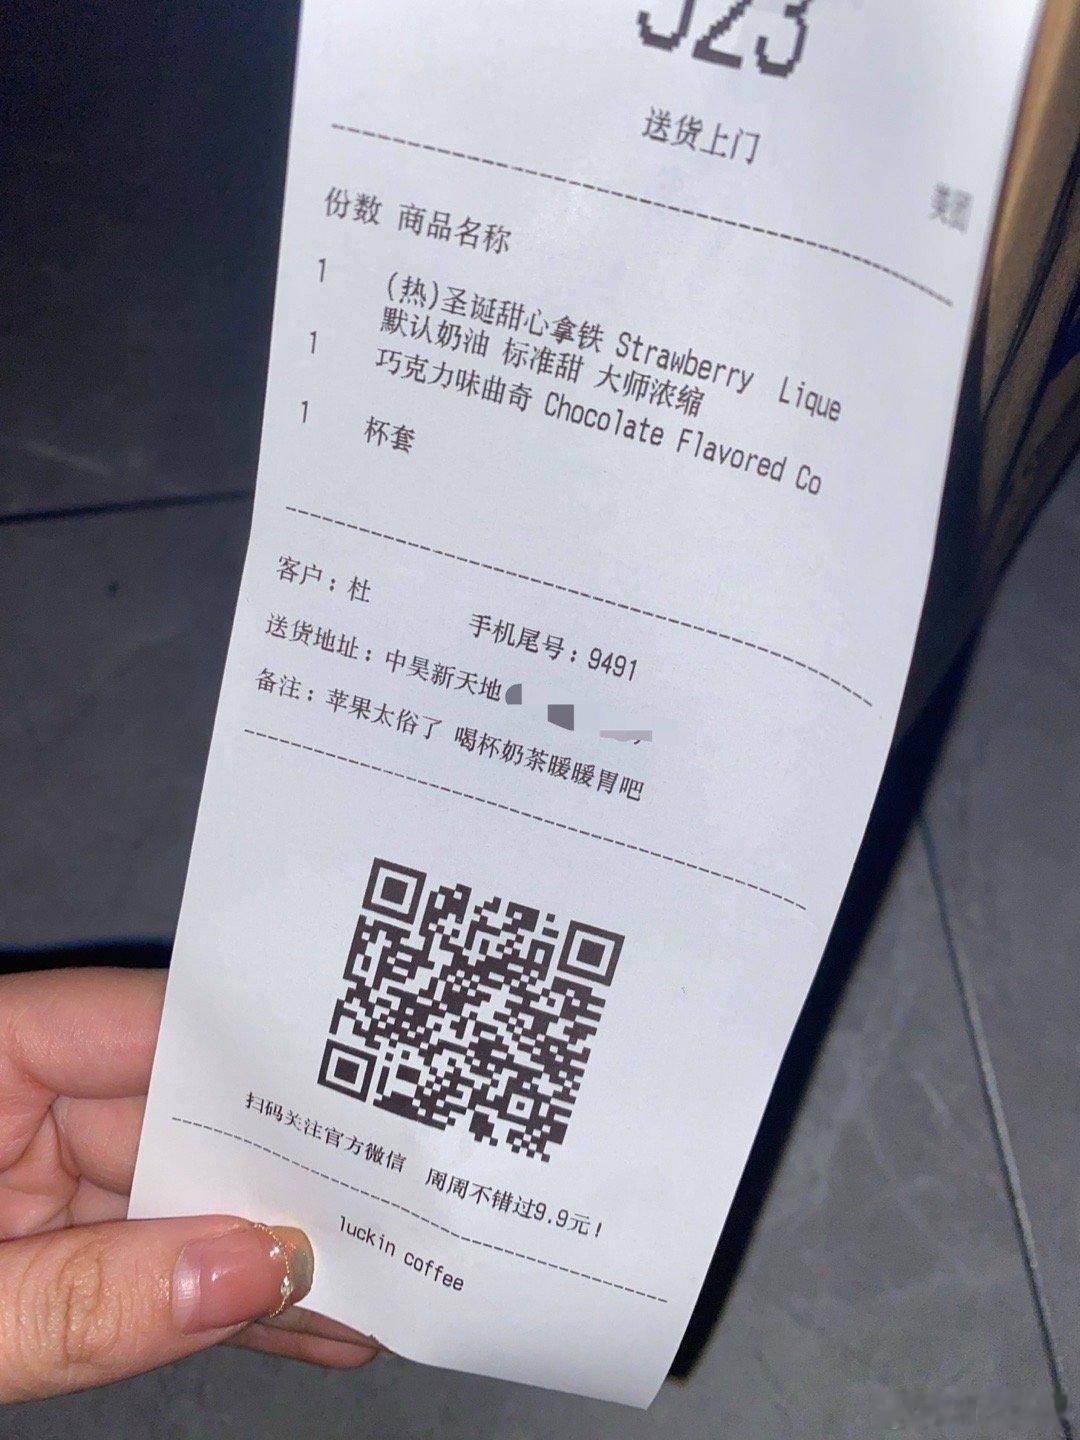 523
送货上门
美团
份数 商品名称
1 (热)圣诞甜心拿铁 Strawberry Lique
默认奶油 标准甜 大师浓缩
1 巧克力味曲奇 Chocolate Flavored Co
1 杯套
客户:杜 手机尾号:9491
送货地址:中昊新天地
备注:苹果太俗了 喝杯奶茶暖暖胃吧
扫码关注官方微信 周周不错过9.9元!
luckin coffee